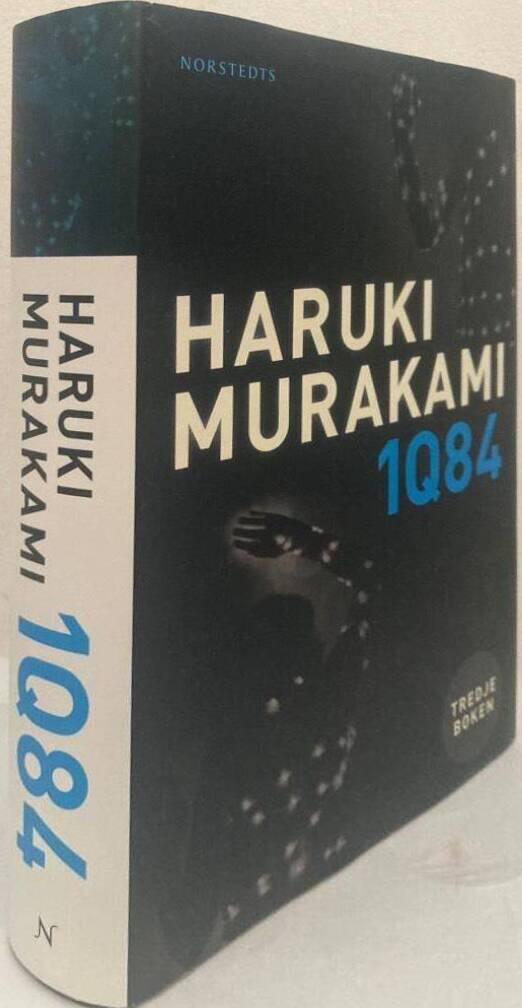 NORSTEDTS
HARUKI
MURAKAMI
1Q84
TREDJE
BOKEN
HARUKI
MURAKAMI
1Q84
N